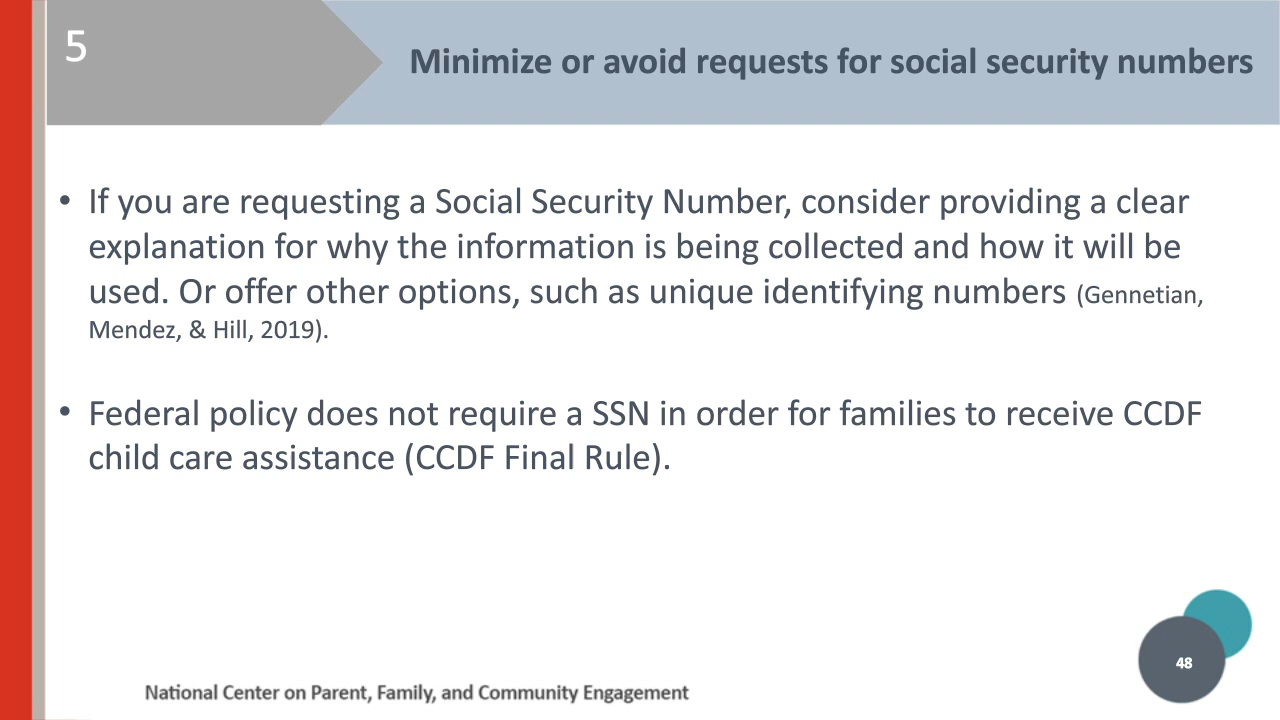 5
Minimize or avoid requests for social security numbers
• If you are requesting a Social Security Number, consider providing a clear
explanation for why the information is being collected and how it will be
used. Or offer other options, such as unique identifying numbers (Gennetian,
Mendez, & Hill, 2019).
• Federal policy does not require a SSN in order for families to receive CCDF
child care assistance (CCDF Final Rule).
48
National Center on Parent, Family, and Community Engagement